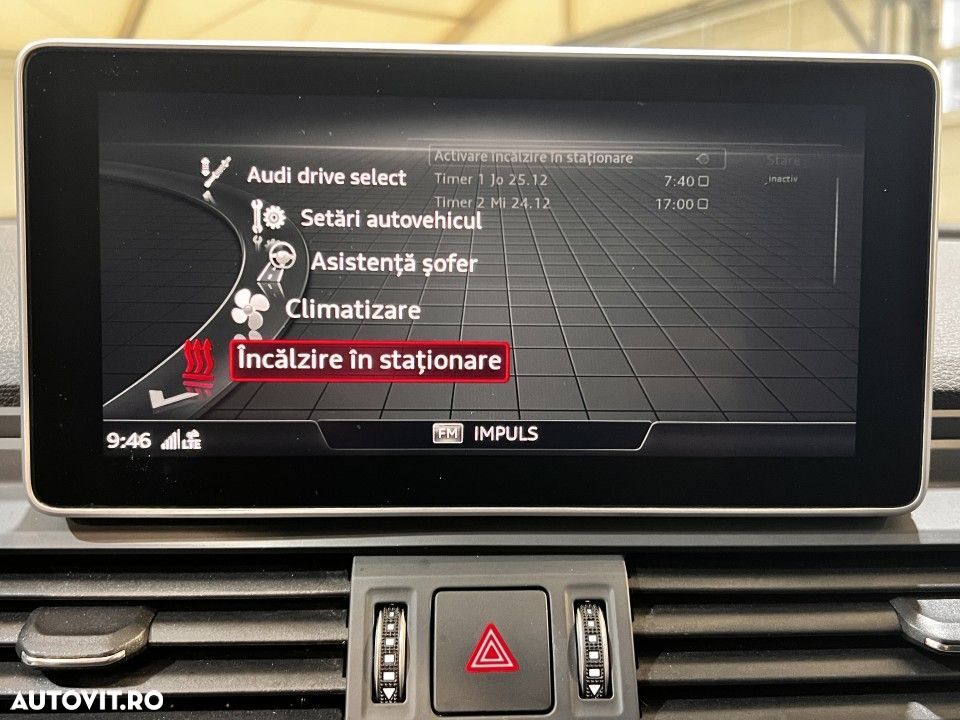 Activare încălzire în staționare
Stare
Audi drive select
Timer 1 Jo 25.12 7:40
inactiv
Timer 2 Mi 24.12 17:00
Setări autovehicul
Asistență șofer
Climatizare
Încălzire în staționare
9:46 LTE
FM IMPULS
AUTOVIT.RO